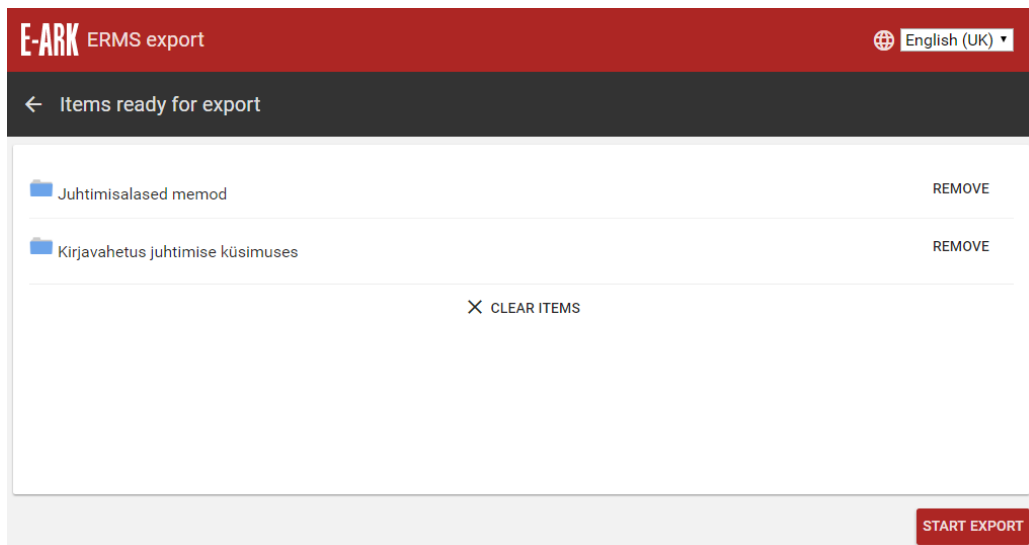 E-ARK ERMS export English (UK)
Items ready for export
Juhtimisalased memod REMOVE
Kirjavahetus juhtimise küsimuses REMOVE
CLEAR ITEMS
START EXPORT